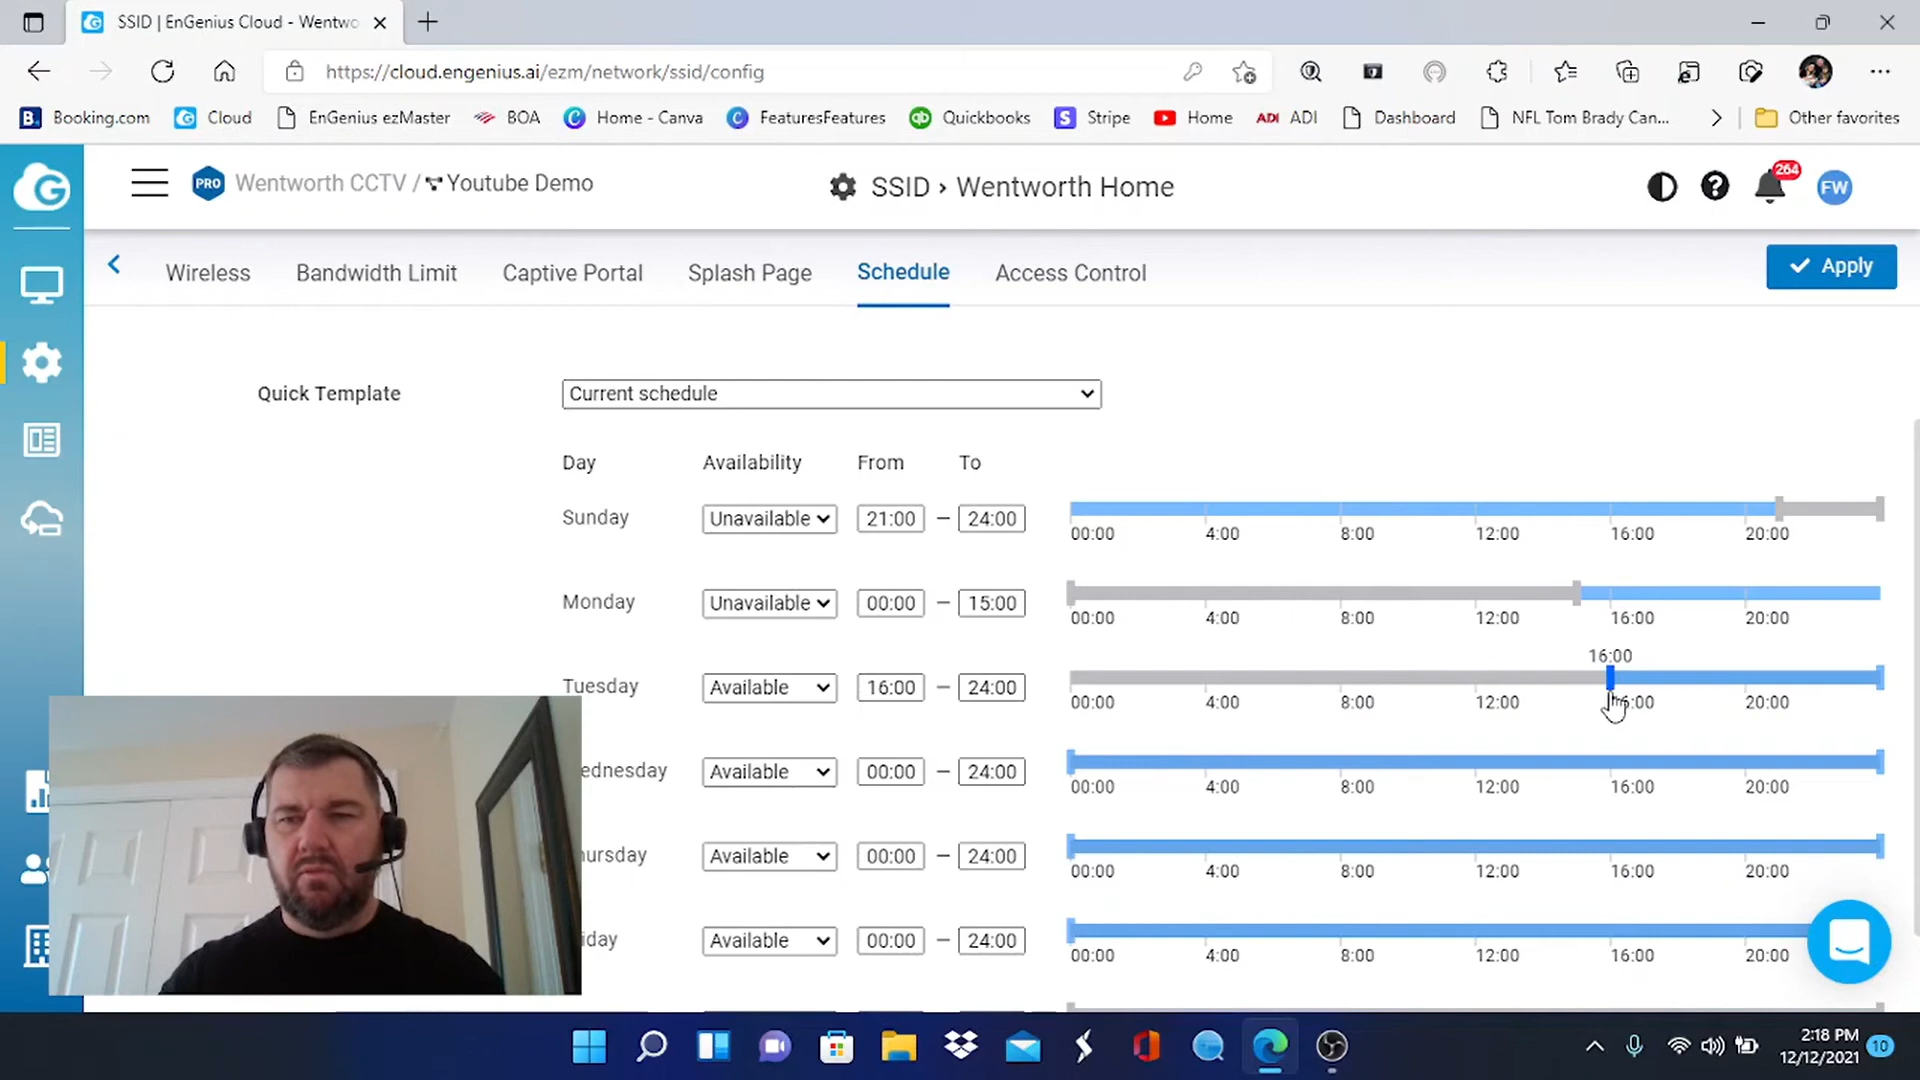 SSID | EnGenius Cloud - Wentwo
https://cloud.engenius.ai/ezm/network/ssid/config
Booking.com Cloud EnGenius ezMaster BOA Home - Canva FeaturesFeatures Quickbooks Stripe Home ADI ADI Dashboard NFL Tom Brady Can... Other favorites
PRO Wentworth CCTV / Youtube Demo SSID › Wentworth Home 264 FW
Wireless Bandwidth Limit Captive Portal Splash Page Schedule Access Control Apply
Quick Template Current schedule
Day Availability From To
Sunday Unavailable 21:00 – 24:00
00:00 4:00 8:00 12:00 16:00 20:00
Monday Unavailable 00:00 – 15:00
00:00 4:00 8:00 12:00 16:00 20:00
16:00
Tuesday Available 16:00 – 24:00
00:00 4:00 8:00 12:00 16:00 20:00
ednesday Available 00:00 – 24:00
00:00 4:00 8:00 12:00 16:00 20:00
hursday Available 00:00 – 24:00
00:00 4:00 8:00 12:00 16:00 20:00
iday Available 00:00 – 24:00
00:00 4:00 8:00 12:00 16:00 20:00
2:18 PM
12/12/2021 10